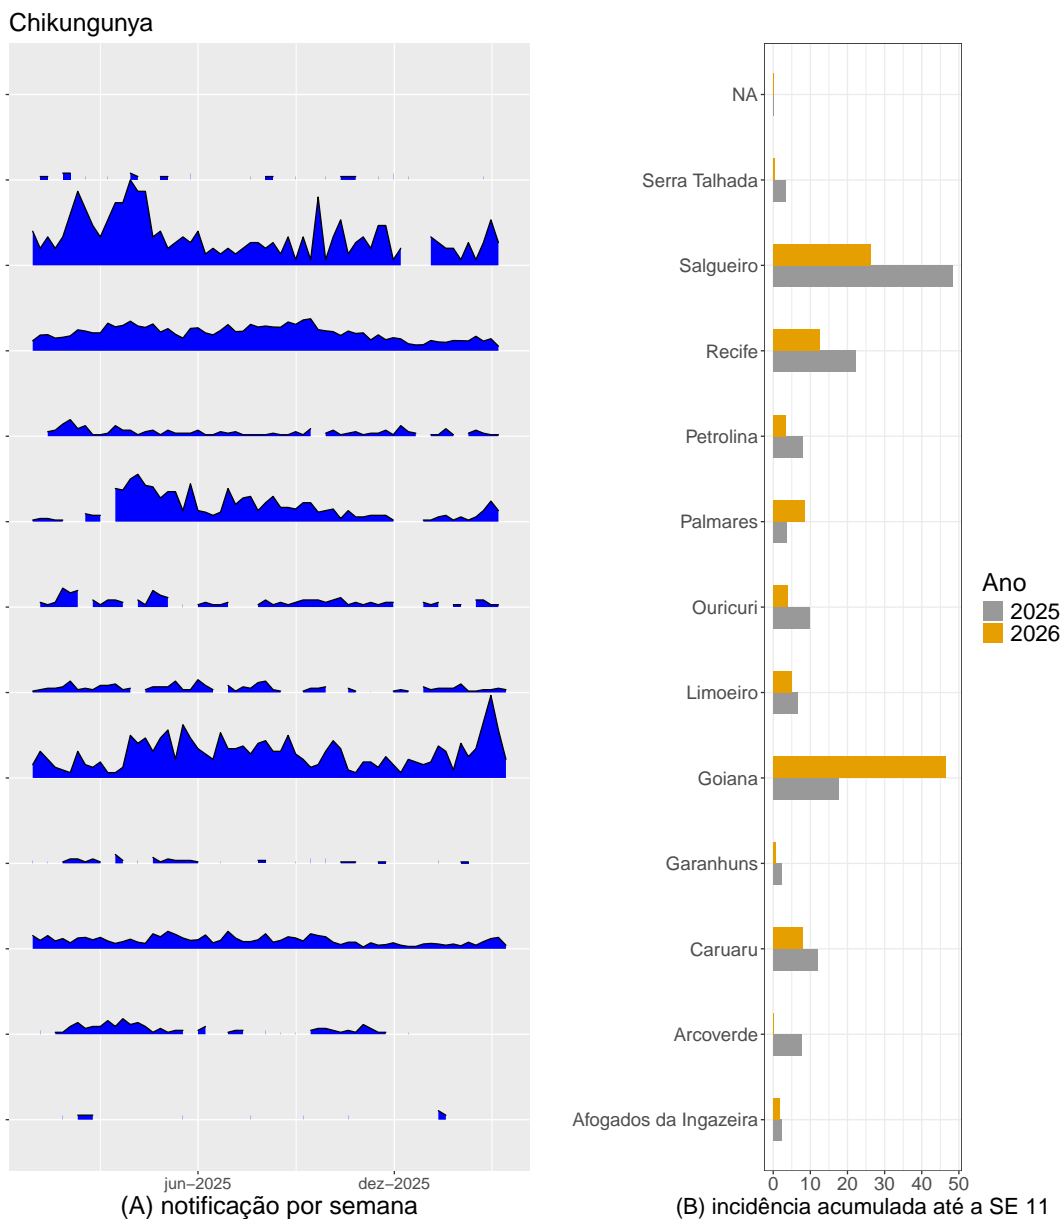 Chikungunya
NA
Serra Talhada
Salgueiro
Recife
Petrolina
Palmares
Ouricuri
Limoeiro
Goiana
Garanhuns
Caruaru
Arcoverde
Afogados da Ingazeira
Ano
2025
2026
jun−2025 dez−2025
0 10 20 30 40 50
(A) notificação por semana
(B) incidência acumulada até a SE 11